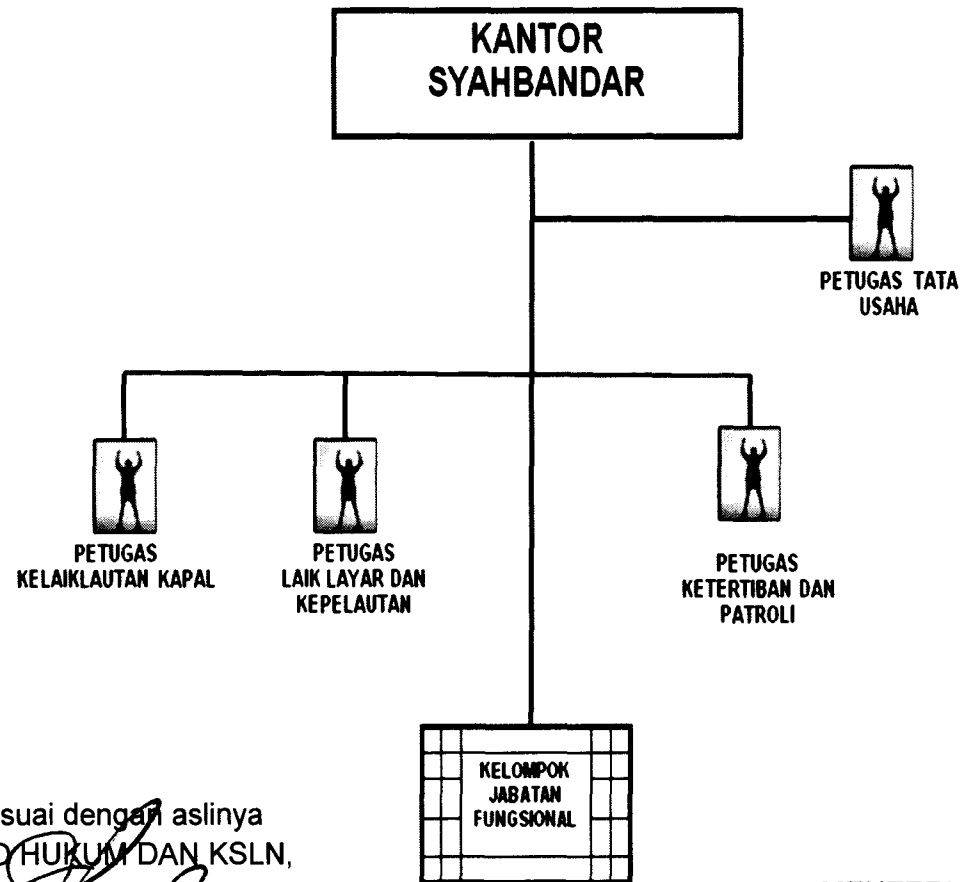 KANTOR
SYAHBANDAR
PETUGAS TATA
USAHA
PETUGAS
KELAIKLAUTAN KAPAL
PETUGAS
LAIK LAYAR DAN
KEPELAUTAN
PETUGAS
KETERTIBAN DAN
PATROLI
KELOMPOK
JABATAN
FUNGSIONAL
suai dengan aslinya
HUKUM DAN KSLN,